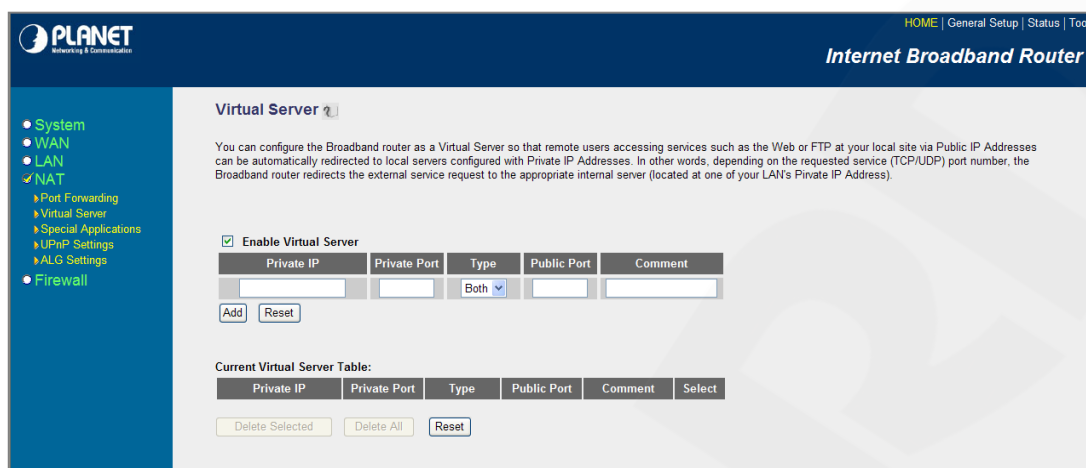 PLANET
Networking & Communication
HOME | General Setup | Status | Too
Internet Broadband Router
System
WAN
LAN
NAT
Port Forwarding
Virtual Server
Special Applications
UPnP Settings
ALG Settings
Firewall
Virtual Server
You can configure the Broadband router as a Virtual Server so that remote users accessing services such as the Web or FTP at your local site via Public IP Addresses
can be automatically redirected to local servers configured with Private IP Addresses. In other words, depending on the requested service (TCP/UDP) port number, the
Broadband router redirects the external service request to the appropriate internal server (located at one of your LAN's Pivate IP Address).
Enable Virtual Server
Private IP Private Port Type Public Port Comment
Both
Add Reset
Current Virtual Server Table:
Private IP Private Port Type Public Port Comment Select
Delete Selected Delete All Reset